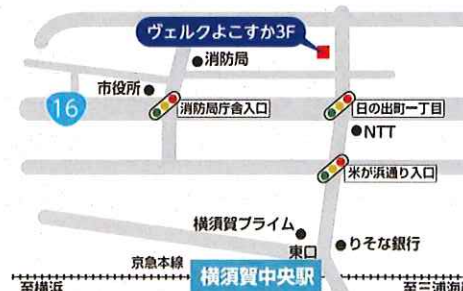 ヴェルクよこすか3F
消防局
市役所
16
消防局庁舎入口
日の出町一丁目
NTT
米が浜通り入口
横須賀プライム
東口
りそな銀行
京急本線
横須賀中央駅
至横浜
至三浦海